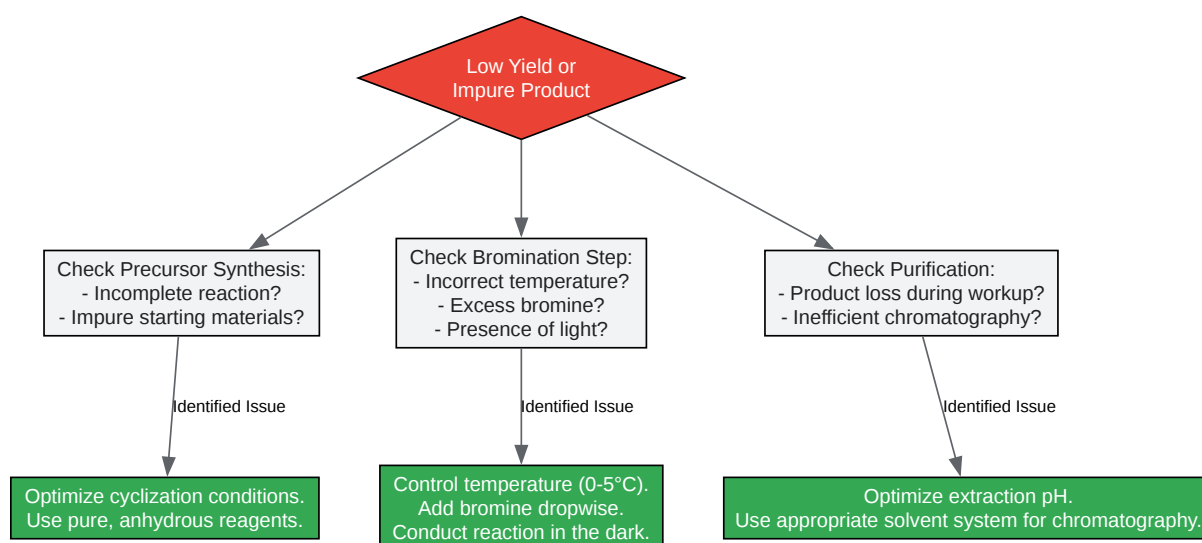 Low Yield or
Impure Product
Check Precursor Synthesis:
- Incomplete reaction?
- Impure starting materials?
Check Bromination Step:
- Incorrect temperature?
- Excess bromine?
- Presence of light?
Check Purification:
- Product loss during workup?
- Inefficient chromatography?
Identified Issue
Identified Issue
Identified Issue
Optimize cyclization conditions.
Use pure, anhydrous reagents.
Control temperature (0-5°C).
Add bromine dropwise.
Conduct reaction in the dark.
Optimize extraction pH.
Use appropriate solvent system for chromatography.